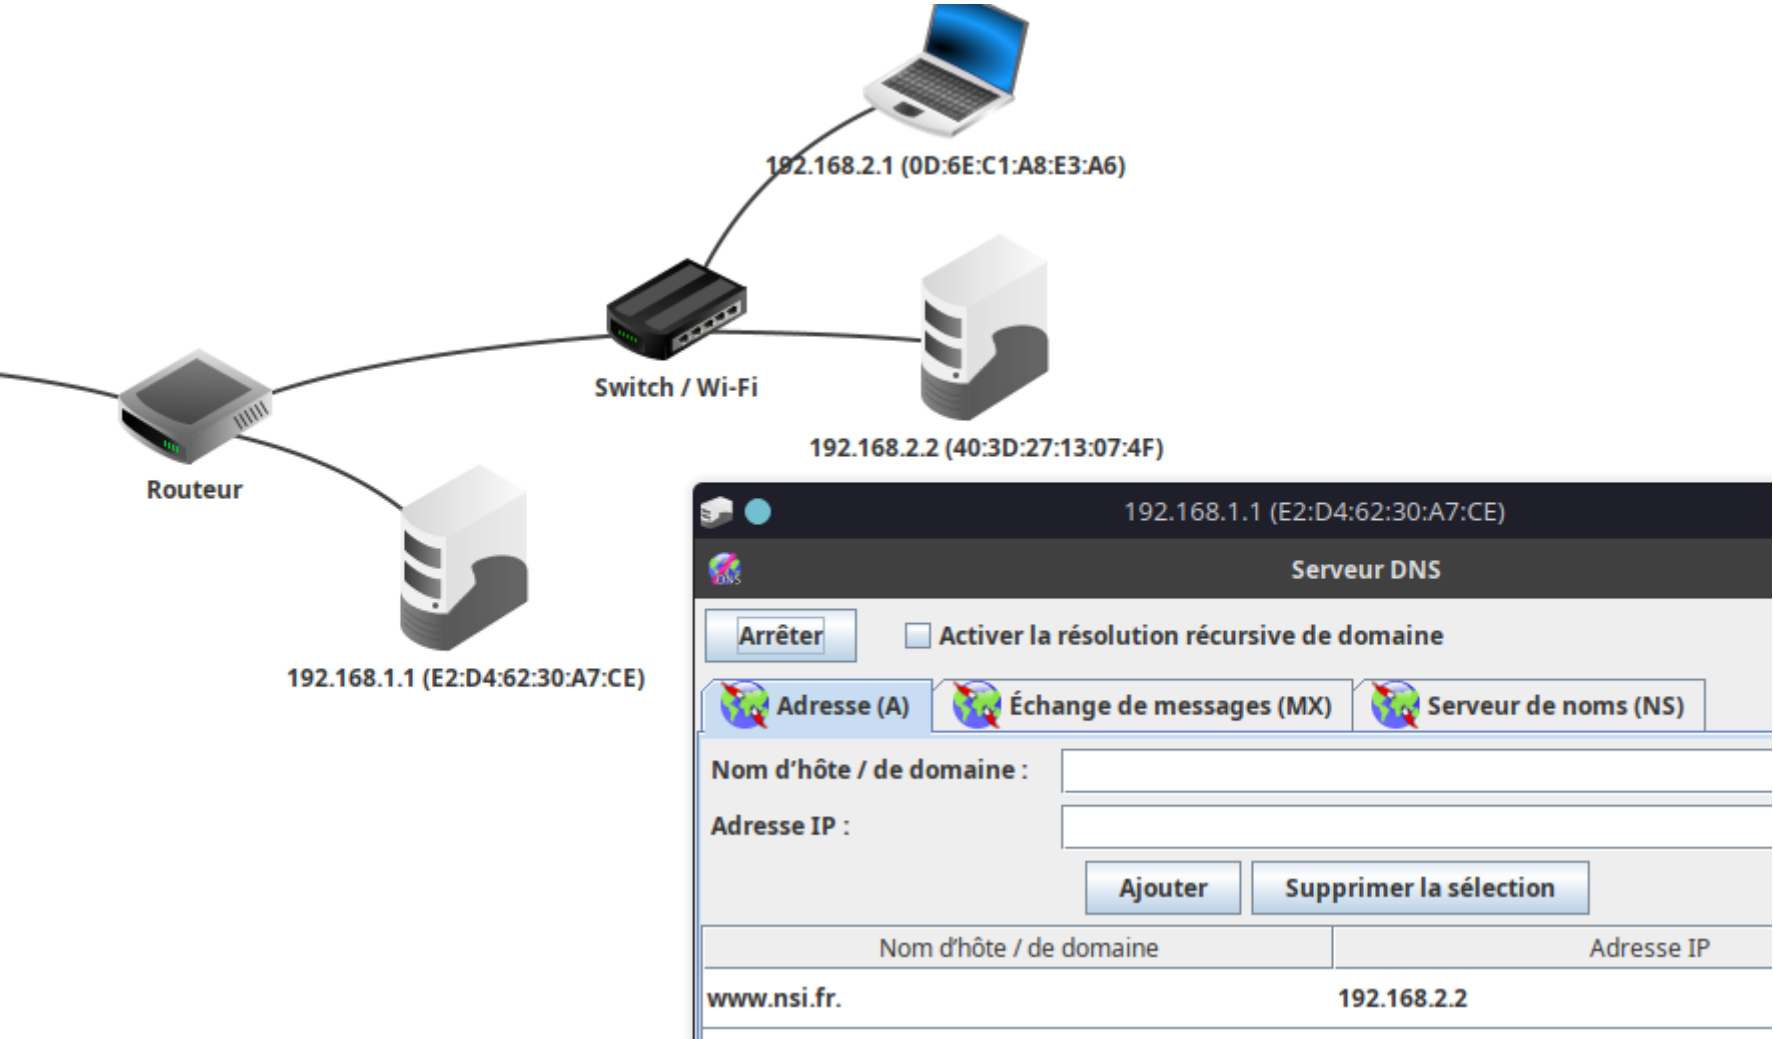 192.168.2.1 (0D:6E:C1:A8:E3:A6)
Switch / Wi-Fi
192.168.2.2 (40:3D:27:13:07:4F)
Routeur
192.168.1.1 (E2:D4:62:30:A7:CE)
192.168.1.1 (E2:D4:62:30:A7:CE)
DNS
Serveur DNS
Arrêter
Activer la résolution récursive de domaine
Adresse (A)
Échange de messages (MX)
Serveur de noms (NS)
Nom d’hôte / de domaine :
Adresse IP :
Ajouter
Supprimer la sélection
Nom d’hôte / de domaine
Adresse IP
www.nsi.fr.
192.168.2.2